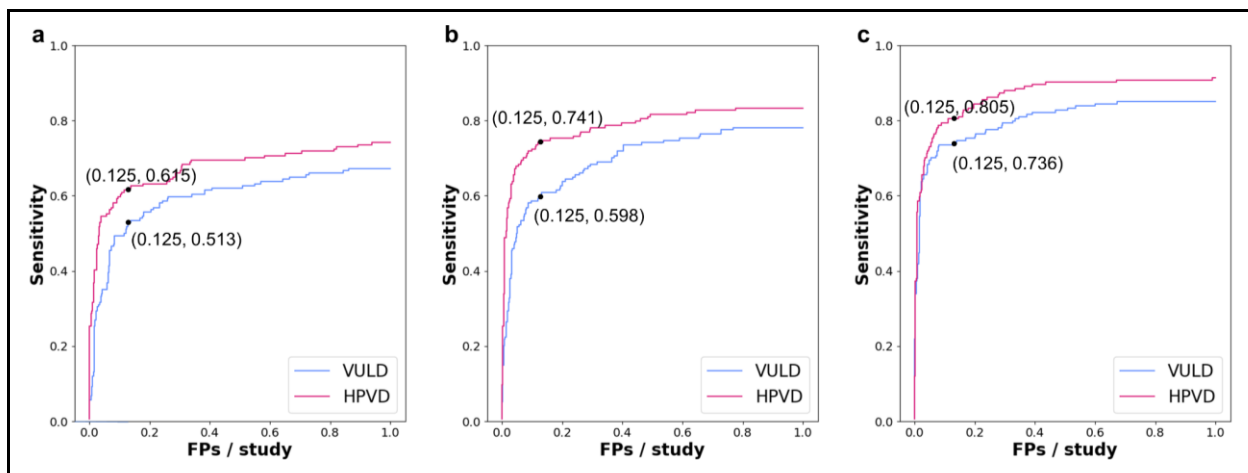 a
1.0
0.8
0.6
0.4
0.2
0.0
Sensitivity
(0.125, 0.615)
(0.125, 0.513)
VULD
HPVD
0.0 0.2 0.4 0.6 0.8 1.0
FPs / study
b
1.0
0.8
0.6
0.4
0.2
0.0
Sensitivity
(0.125, 0.741)
(0.125, 0.598)
VULD
HPVD
0.0 0.2 0.4 0.6 0.8 1.0
FPs / study
c
1.0
0.8
0.6
0.4
0.2
0.0
Sensitivity
(0.125, 0.805)
(0.125, 0.736)
VULD
HPVD
0.0 0.2 0.4 0.6 0.8 1.0
FPs / study